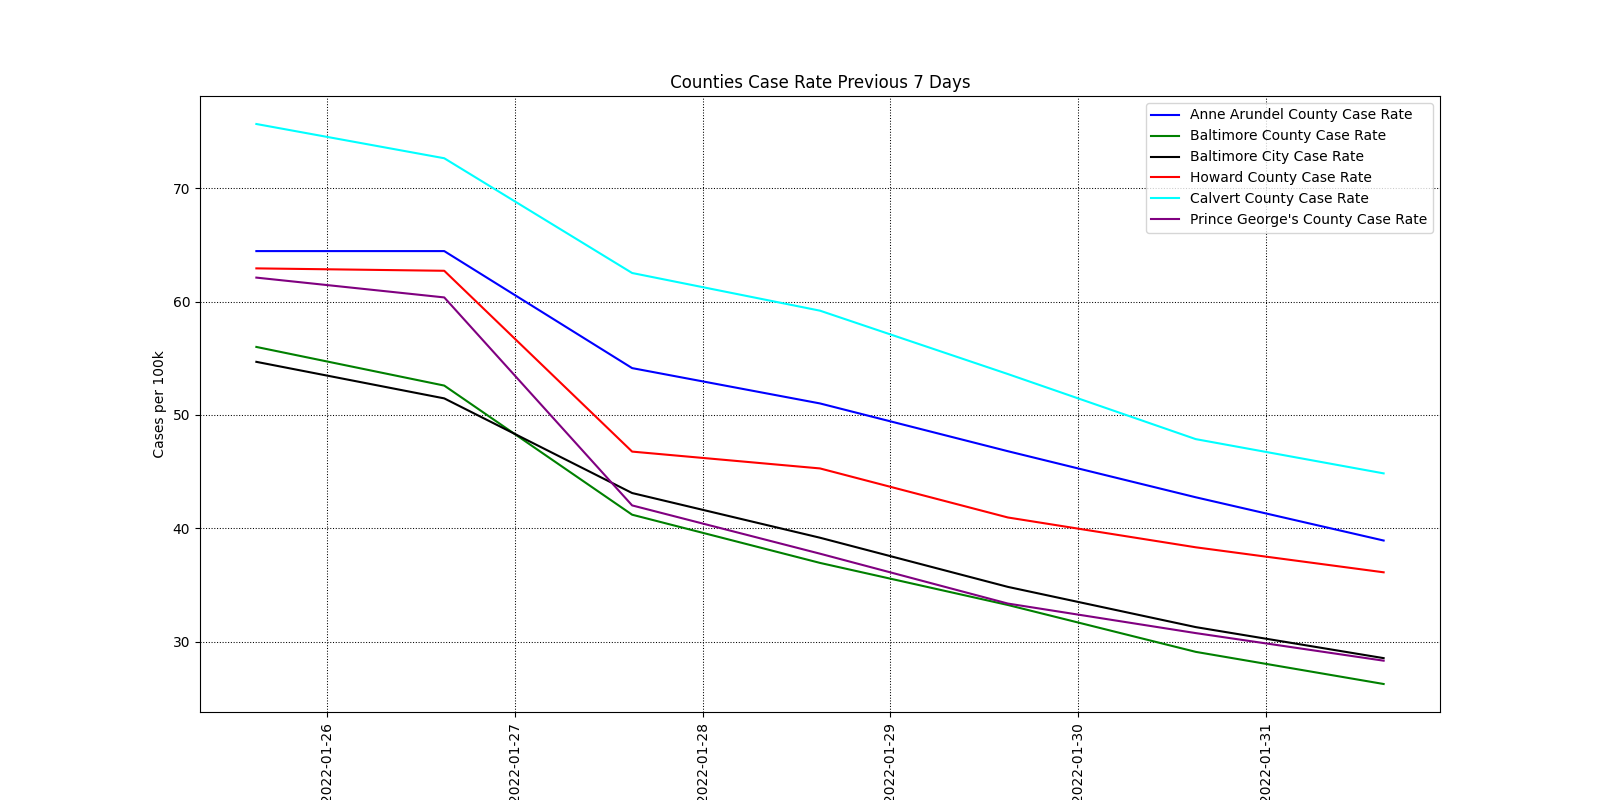 Counties Case Rate Previous 7 Days
Anne Arundel County Case Rate
Baltimore County Case Rate
Baltimore City Case Rate
Howard County Case Rate
Calvert County Case Rate
Prince George's County Case Rate
Cases per 100k
70
60
50
40
30
2022-01-26
2022-01-27
2022-01-28
2022-01-29
2022-01-30
2022-01-31